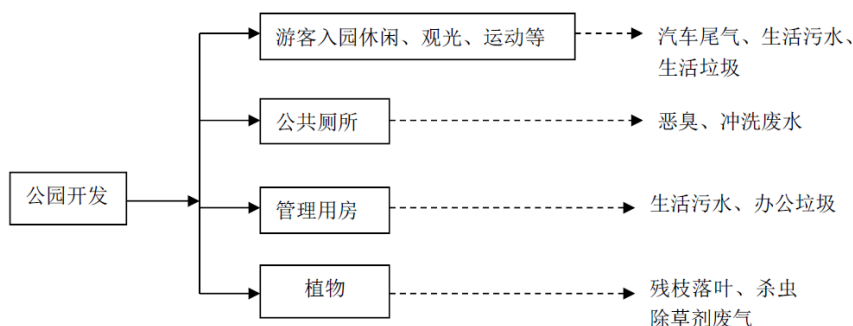 游客入园休闲、观光、运动等
汽车尾气、生活污水、
生活垃圾
公共厕所
恶臭、冲洗废水
公园开发
管理用房
生活污水、办公垃圾
植物
残枝落叶、杀虫
除草剂废气